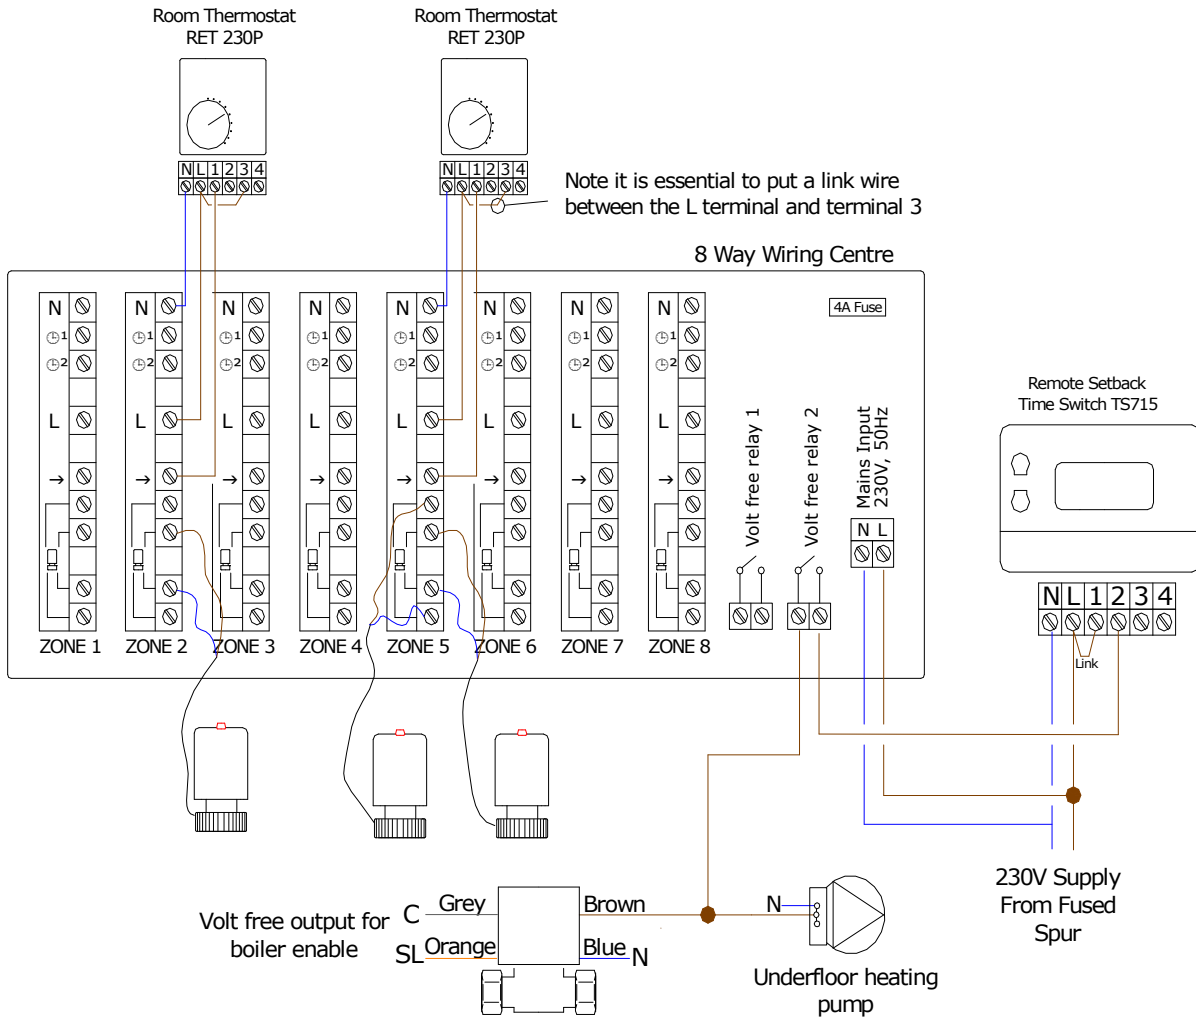 Room Thermostat
RET 230P
Room Thermostat
RET 230P
N L 1 2 3 4
N L 1 2 3 4
Note it is essential to put a link wire
between the L terminal and terminal 3
8 Way Wiring Centre
4A Fuse
N N N N N N N N
1 1 1 1 1 1 1 1
2 2 2 2 2 2 2 2
L L L L L L L L
→ → → → → → → →
ZONE 1 ZONE 2 ZONE 3 ZONE 4 ZONE 5 ZONE 6 ZONE 7 ZONE 8
Volt free relay 1
Volt free relay 2
Mains Input
230V, 50Hz
N L
Remote Setback
Time Switch TS715
N L 1 2 3 4
Link
230V Supply
From Fused
Spur
Volt free output for
boiler enable
C Grey Brown
SL Orange Blue N
N
Underfloor heating
pump